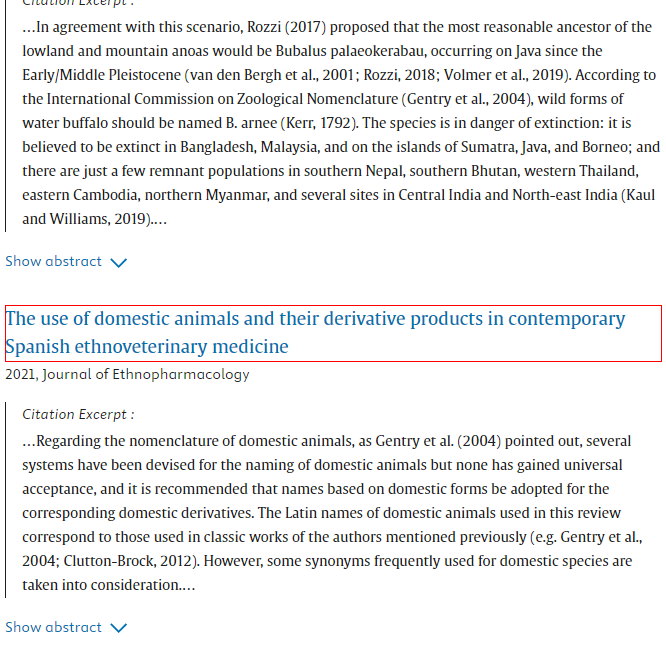 Citation Excerpt :
…In agreement with this scenario, Rozzi (2017) proposed that the most reasonable ancestor of the
lowland and mountain anoas would be Bubalus palaeokerabau, occurring on Java since the
Early/Middle Pleistocene (van den Bergh et al., 2001; Rozzi, 2018; Volmer et al., 2019). According to
the International Commission on Zoological Nomenclature (Gentry et al., 2004), wild forms of
water buffalo should be named B. arnee (Kerr, 1792). The species is in danger of extinction: it is
believed to be extinct in Bangladesh, Malaysia, and on the islands of Sumatra, Java, and Borneo; and
there are just a few remnant populations in southern Nepal, southern Bhutan, western Thailand,
eastern Cambodia, northern Myanmar, and several sites in Central India and North-east India (Kaul
and Williams, 2019).…
Show abstract
The use of domestic animals and their derivative products in contemporary
Spanish ethnoveterinary medicine
2021, Journal of Ethnopharmacology
Citation Excerpt :
…Regarding the nomenclature of domestic animals, as Gentry et al. (2004) pointed out, several
systems have been devised for the naming of domestic animals but none has gained universal
acceptance, and it is recommended that names based on domestic forms be adopted for the
corresponding domestic derivatives. The Latin names of domestic animals used in this review
correspond to those used in classic works of the authors mentioned previously (e.g. Gentry et al.,
2004; Clutton-Brock, 2012). However, some synonyms frequently used for domestic species are
taken into consideration.…
Show abstract